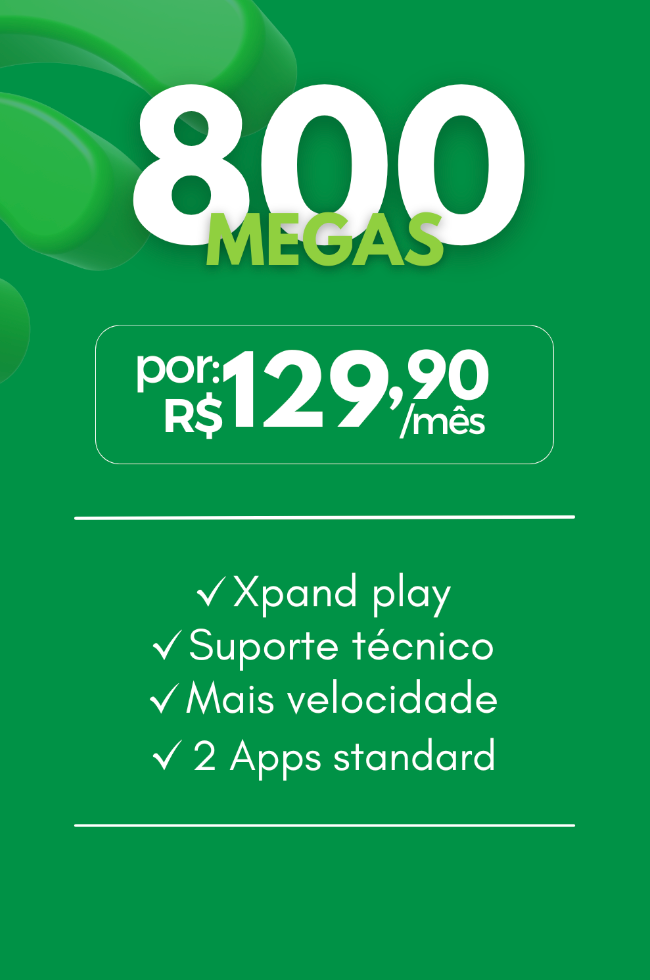 800
MEGAS
por:
R$129,90
/mês
✓ Xpand play
✓ Suporte técnico
✓ Mais velocidade
✓ 2 Apps standard